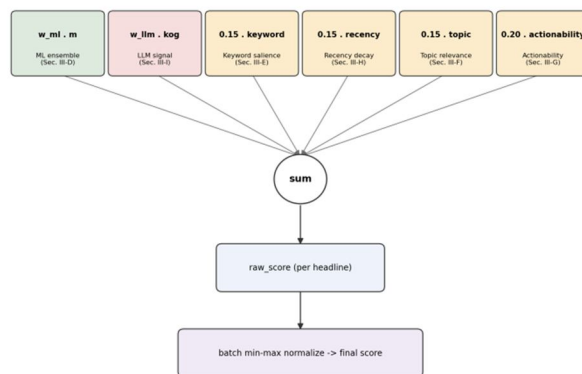 w_ml . m
ML ensemble
(Sec. III-D)
w_llm . kog
LLM signal
(Sec. III-I)
0.15 . keyword
Keyword salience
(Sec. III-E)
0.15 . recency
Recency decay
(Sec. III-H)
0.15 . topic
Topic relevance
(Sec. III-F)
0.20 . actionability
Actionability
(Sec. III-G)
sum
raw_score (per headline)
batch min-max normalize -> final score